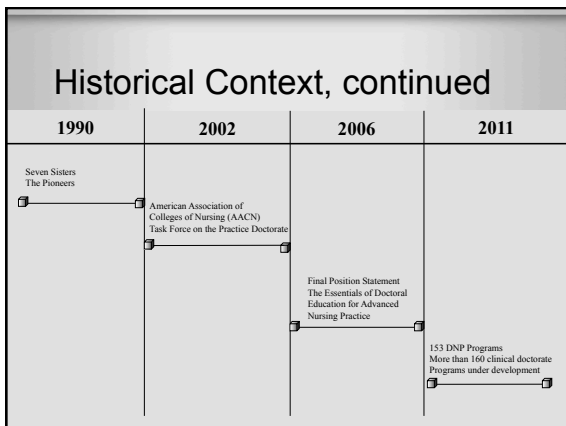 Historical Context, continued
1990 2002 2006 2011
Seven Sisters
The Pioneers
American Association of
Colleges of Nursing (AACN)
Task Force on the Practice Doctorate
Final Position Statement
The Essentials of Doctoral
Education for Advanced
Nursing Practice
153 DNP Programs
More than 160 clinical doctorate
Programs under development